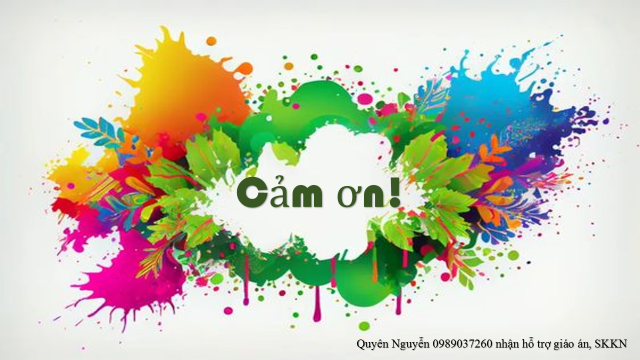 Cảm ơn!
Quyên Nguyễn 0989037260 nhận hỗ trợ giáo án, SKKN